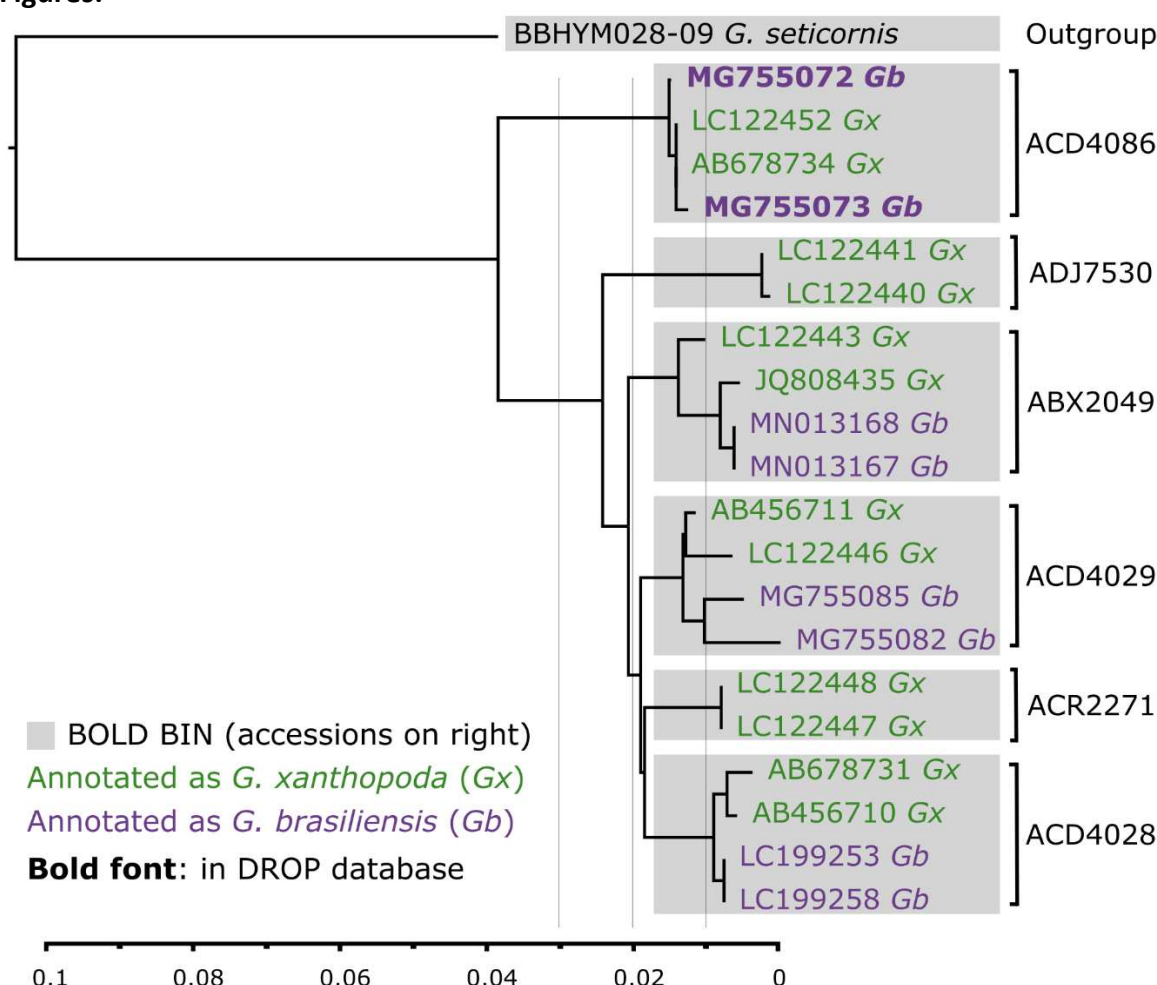 Figures:
BBHYM028-09 G. seticornis Outgroup
MG755072 Gb
LC122452 Gx
AB678734 Gx
MG755073 Gb
ACD4086
LC122441 Gx
LC122440 Gx
ADJ7530
LC122443 Gx
JQ808435 Gx
MN013168 Gb
MN013167 Gb
ABX2049
AB456711 Gx
LC122446 Gx
MG755085 Gb
MG755082 Gb
ACD4029
LC122448 Gx
LC122447 Gx
ACR2271
AB678731 Gx
AB456710 Gx
LC199253 Gb
LC199258 Gb
ACD4028
BOLD BIN (accessions on right)
Annotated as G. xanthopoda (Gx)
Annotated as G. brasiliensis (Gb)
Bold font: in DROP database
0.1 0.08 0.06 0.04 0.02 0